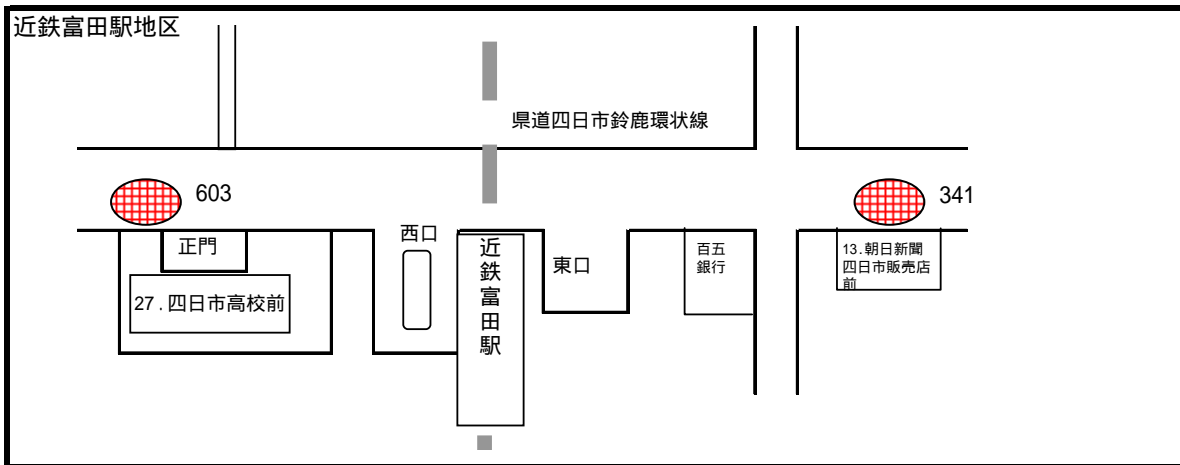 近鉄富田駅地区
県道四日市鈴鹿環状線
603
341
正門
27．四日市高校前
西口
近鉄富田駅
東口
百五
銀行
13.朝日新聞
四日市販売店
前